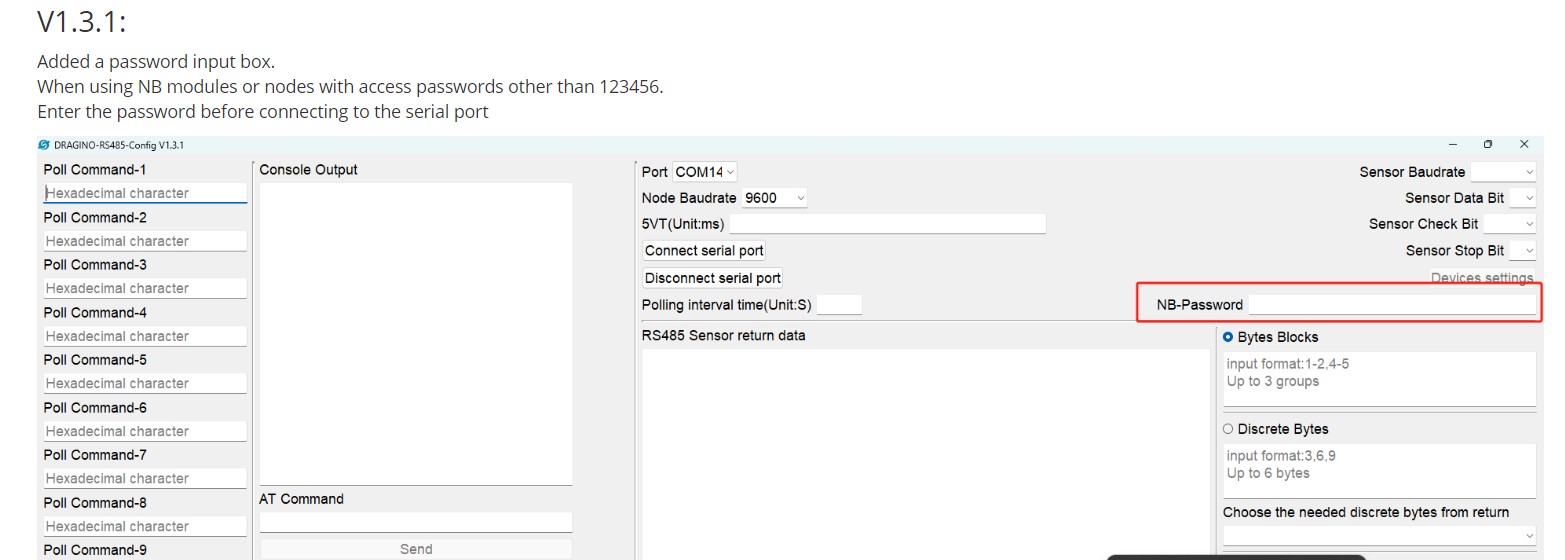 V1.3.1:
Added a password input box.
When using NB modules or nodes with access passwords other than 123456.
Enter the password before connecting to the serial port
DRAGINO-RS485-Config V1.3.1
Poll Command-1
Hexadecimal character
Poll Command-2
Hexadecimal character
Poll Command-3
Hexadecimal character
Poll Command-4
Hexadecimal character
Poll Command-5
Hexadecimal character
Poll Command-6
Hexadecimal character
Poll Command-7
Hexadecimal character
Poll Command-8
Hexadecimal character
Poll Command-9
Console Output
AT Command
Send
Port COM14
Node Baudrate 9600
5VT(Unit:ms)
Connect serial port
Disconnect serial port
Polling interval time(Unit:S)
RS485 Sensor return data
Sensor Baudrate
Sensor Data Bit
Sensor Check Bit
Sensor Stop Bit
Devices settings
NB-Password
Bytes Blocks
input format:1-2,4-5
Up to 3 groups
Discrete Bytes
input format:3,6,9
Up to 6 bytes
Choose the needed discrete bytes from return